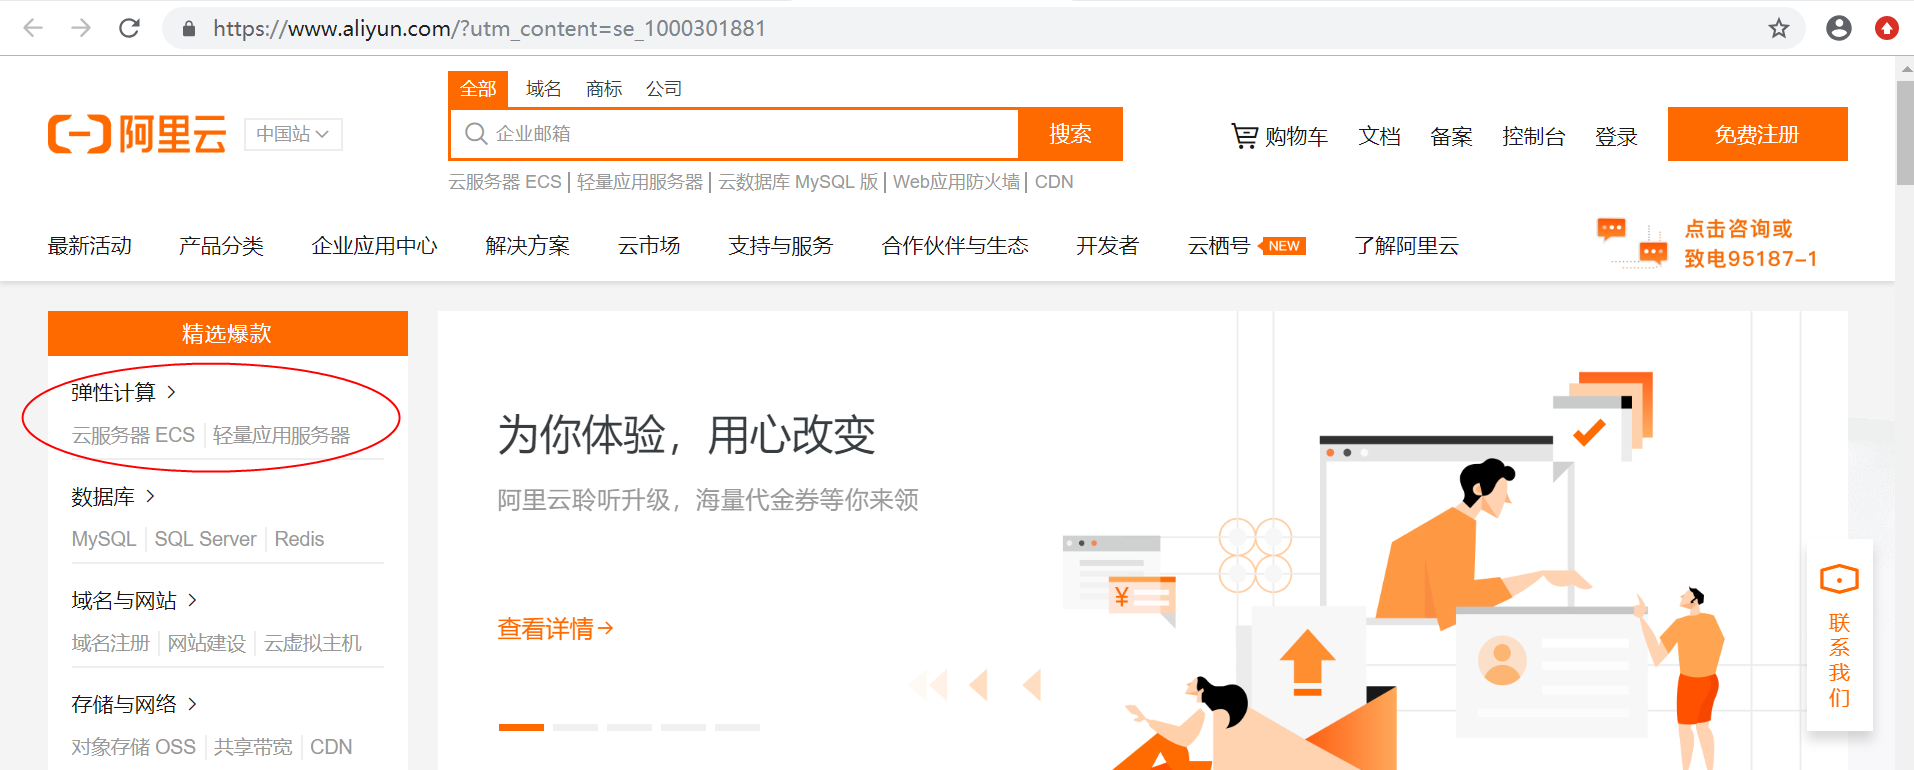 https://www.aliyun.com/?utm_content=se_1000301881
全部 域名 商标 公司
阿里云 中国站
企业邮箱 搜索
购物车 文档 备案 控制台 登录 免费注册
云服务器 ECS | 轻量应用服务器 | 云数据库 MySQL 版 | Web应用防火墙 | CDN
最新活动 产品分类 企业应用中心 解决方案 云市场 支持与服务 合作伙伴与生态 开发者 云栖号 NEW 了解阿里云
点击咨询或
致电95187-1
精选爆款
弹性计算 >
云服务器 ECS | 轻量应用服务器
数据库 >
MySQL | SQL Server | Redis
域名与网站 >
域名注册 | 网站建设 | 云虚拟主机
存储与网络 >
对象存储 OSS | 共享带宽 | CDN
为你体验，用心改变
阿里云聆听升级，海量代金券等你来领
查看详情→
¥
联系我们